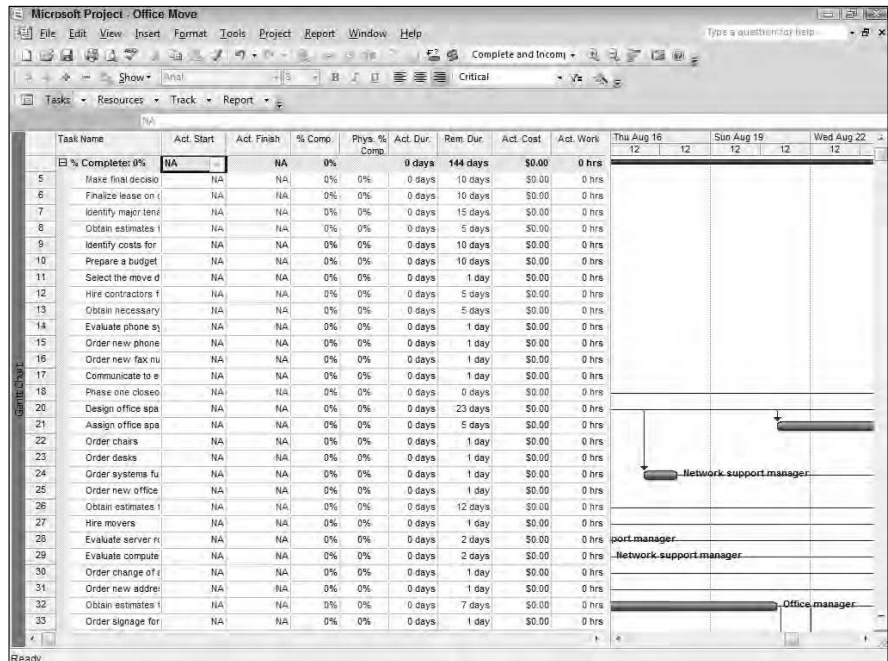 Microsoft Project - Office Move
File Edit View Insert Format Tools Project Report Window Help
Type a question for help
Complete and Incom
Show Arial 8 B I U Critical
Tasks Resources Track Report
NA
Task Name Act. Start Act. Finish % Comp. Phys. % Comp. Act. Dur. Rem. Dur. Act. Cost Act. Work Thu Aug 16 Sun Aug 19 Wed Aug 22
12 12 12 12 12
% Complete: 0% NA NA 0% 0 days 144 days $0.00 0 hrs
5 Make final decisio NA NA 0% 0% 0 days 10 days $0.00 0 hrs
6 Finalize lease on NA NA 0% 0% 0 days 10 days $0.00 0 hrs
7 Identify major tena NA NA 0% 0% 0 days 15 days $0.00 0 hrs
8 Obtain estimates f NA NA 0% 0% 0 days 5 days $0.00 0 hrs
9 Identify costs for NA NA 0% 0% 0 days 10 days $0.00 0 hrs
10 Prepare a budget NA NA 0% 0% 0 days 10 days $0.00 0 hrs
11 Select the move d NA NA 0% 0% 0 days 1 day $0.00 0 hrs
12 Hire contractors f NA NA 0% 0% 0 days 5 days $0.00 0 hrs
13 Obtain necessary NA NA 0% 0% 0 days 5 days $0.00 0 hrs
14 Evaluate phone sy NA NA 0% 0% 0 days 1 day $0.00 0 hrs
15 Order new phone NA NA 0% 0% 0 days 1 day $0.00 0 hrs
16 Order new fax nu NA NA 0% 0% 0 days 1 day $0.00 0 hrs
17 Communicate to e NA NA 0% 0% 0 days 1 day $0.00 0 hrs
18 Phase one closeo NA NA 0% 0% 0 days 0 days $0.00 0 hrs
20 Design office spa NA NA 0% 0% 0 days 23 days $0.00 0 hrs
21 Assign office spa NA NA 0% 0% 0 days 5 days $0.00 0 hrs
22 Order chairs NA NA 0% 0% 0 days 1 day $0.00 0 hrs
23 Order desks NA NA 0% 0% 0 days 1 day $0.00 0 hrs
24 Order systems fu NA NA 0% 0% 0 days 1 day $0.00 0 hrs Network support manager
25 Order new office NA NA 0% 0% 0 days 1 day $0.00 0 hrs
26 Obtain estimates f NA NA 0% 0% 0 days 12 days $0.00 0 hrs
27 Hire movers NA NA 0% 0% 0 days 1 day $0.00 0 hrs
28 Evaluate server ro NA NA 0% 0% 0 days 2 days $0.00 0 hrs port manager
29 Evaluate compute NA NA 0% 0% 0 days 2 days $0.00 0 hrs Network support manager
30 Order change of a NA NA 0% 0% 0 days 1 day $0.00 0 hrs
31 Order new addre NA NA 0% 0% 0 days 1 day $0.00 0 hrs
32 Obtain estimates f NA NA 0% 0% 0 days 7 days $0.00 0 hrs Office manager
33 Order signage for NA NA 0% 0% 0 days 1 day $0.00 0 hrs
Gantt Chart
Ready